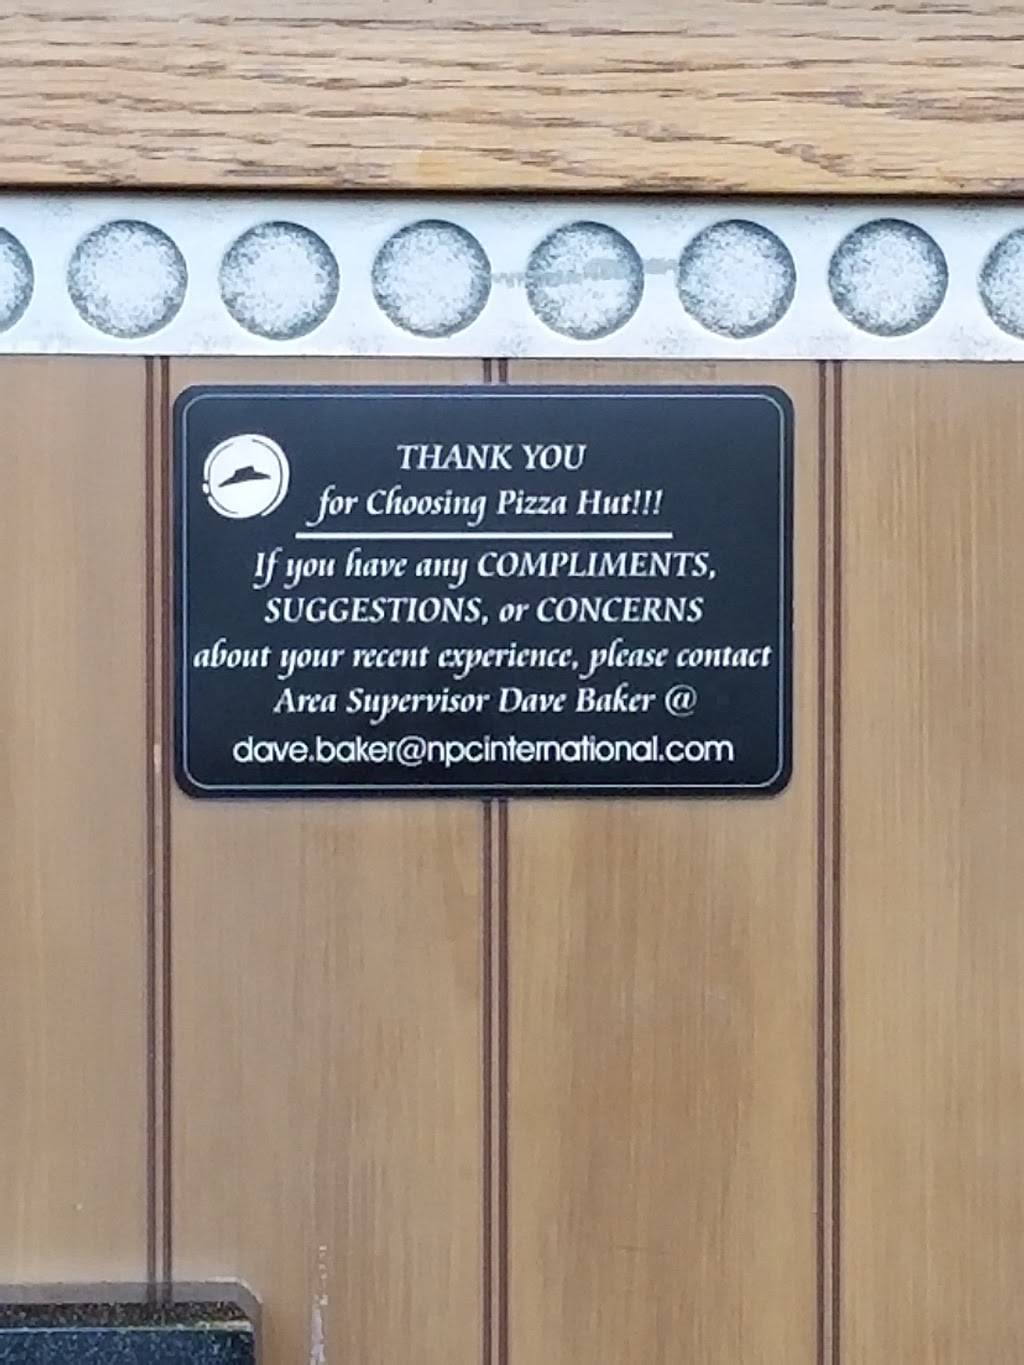 THANK YOU
for Choosing Pizza Hut!!!
If you have any COMPLIMENTS,
SUGGESTIONS, or CONCERNS
about your recent experience, please contact
Area Supervisor Dave Baker @
dave.baker@npcinternational.com